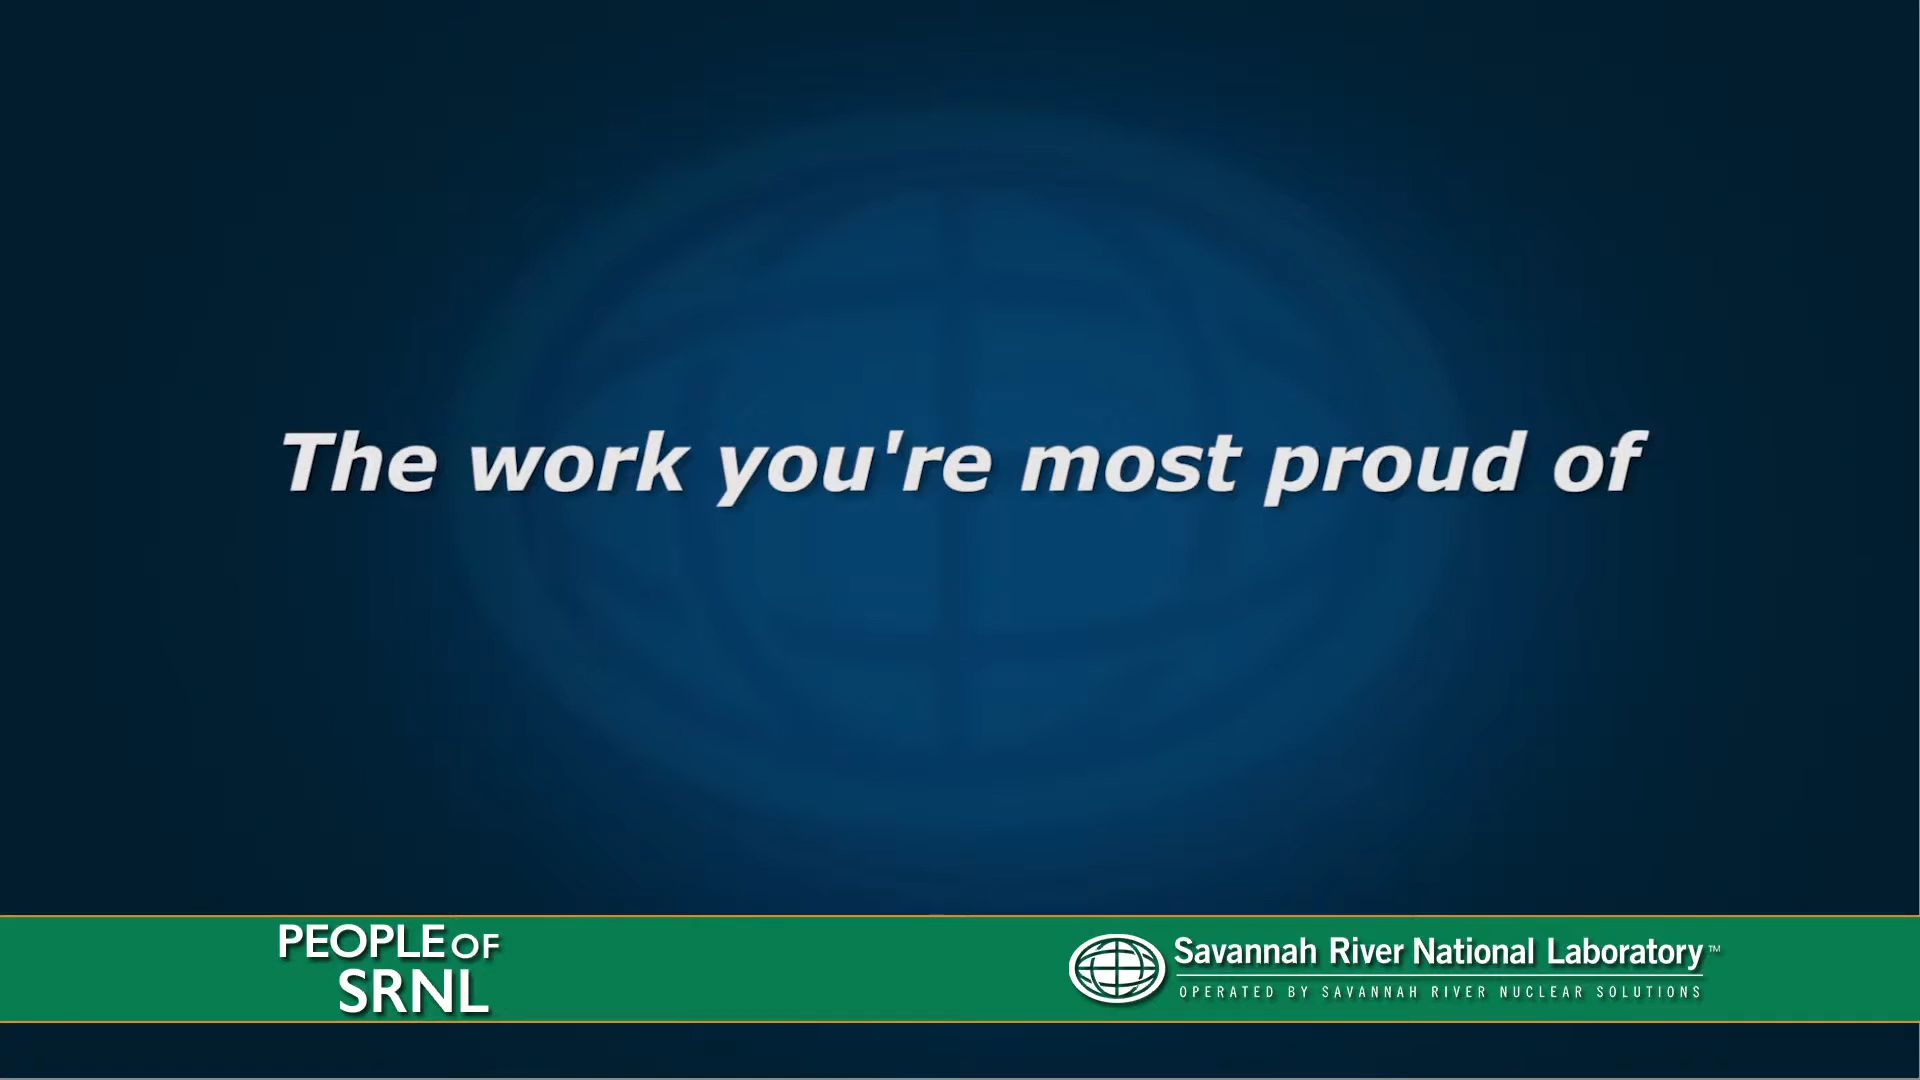 The work you're most proud of
PEOPLE OF
SRNL
Savannah River National Laboratory™
OPERATED BY SAVANNAH RIVER NUCLEAR SOLUTIONS